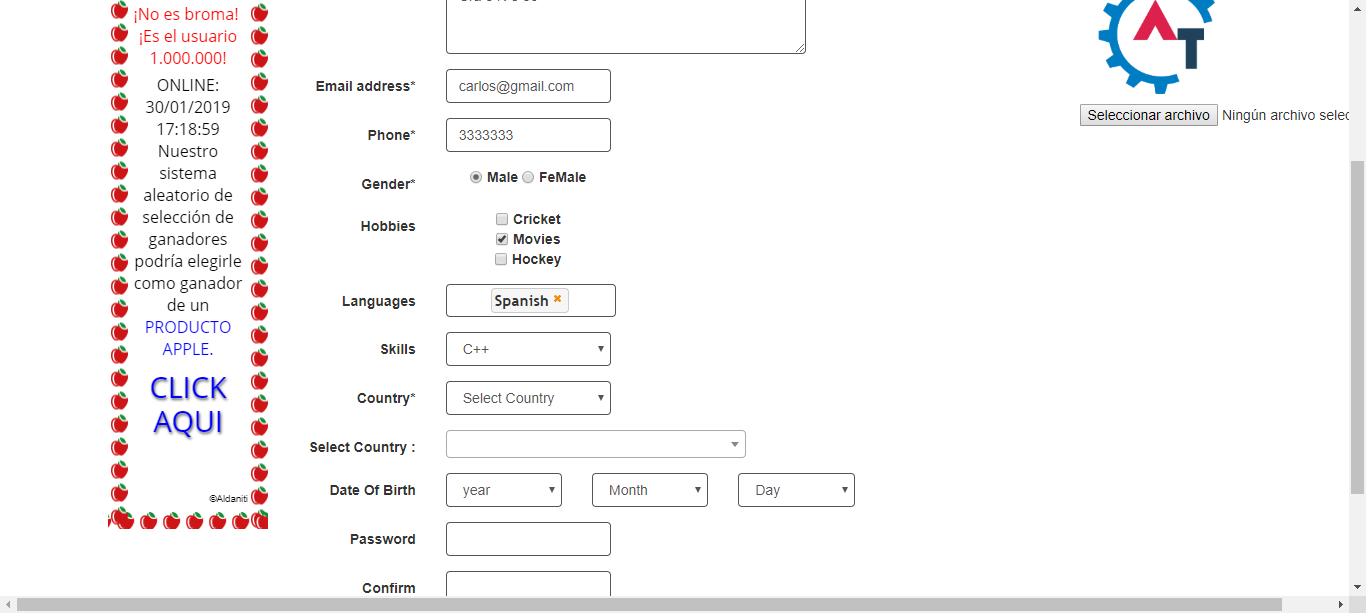 ¡No es broma!
¡Es el usuario
1.000.000!
ONLINE:
30/01/2019
17:18:59
Nuestro
sistema
aleatorio de
selección de
ganadores
podría elegirle
como ganador
de un
PRODUCTO
APPLE.
CLICK
AQUI
©Aldaniti
Email address* carlos@gmail.com
Phone* 3333333
Gender* Male FeMale
Hobbies Cricket
Movies
Hockey
Languages Spanish
Skills C++
Country* Select Country
Select Country :
Date Of Birth year Month Day
Password
Confirm
AT
Seleccionar archivo Ningún archivo selec